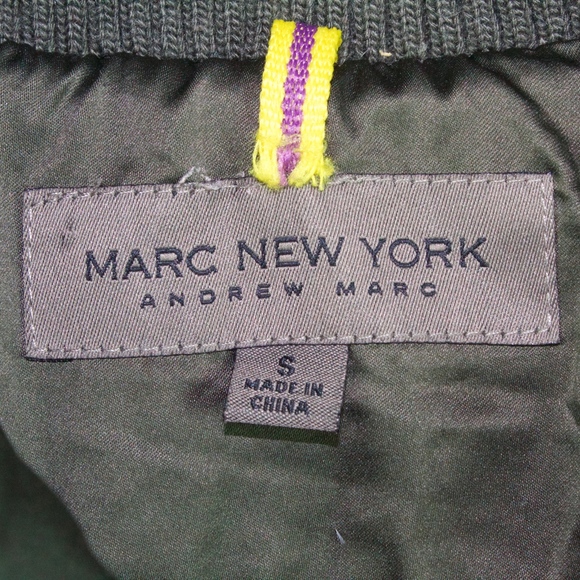 MARC NEW YORK
ANDREW MARC
S
MADE IN
CHINA